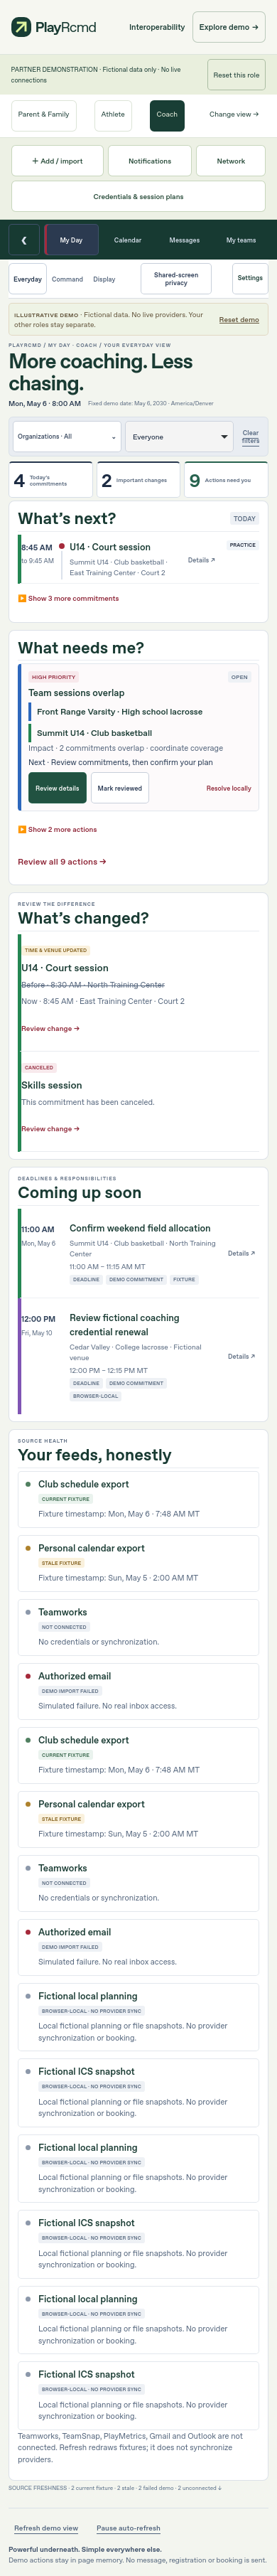 PlayRcmd
Interoperability
Explore demo →
PARTNER DEMONSTRATION · Fictional data only · No live
connections
Reset this role
Parent & Family
Athlete
Coach
Change view →
+ Add / import
Notifications
Network
Credentials & session plans
My Day
Calendar
Messages
My teams
Everyday
Command
Display
Shared-screen
privacy
Settings
ILLUSTRATIVE DEMO · Fictional data. No live providers. Your
other roles stay separate.
Reset demo
PLAYRCMD / MY DAY · COACH / YOUR EVERYDAY VIEW
More coaching. Less
chasing.
Mon, May 6 · 8:00 AM
Fixed demo date: May 6, 2030 · America/Denver
Organizations · All
Everyone
Clear
filters
4 Today's
commitments
2 Important changes
9 Actions need you
What's next?
TODAY
8:45 AM
to 9:45 AM
U14 · Court session
PRACTICE
Summit U14 · Club basketball ·
East Training Center · Court 2
Details ↗
Show 3 more commitments
What needs me?
HIGH PRIORITY
OPEN
Team sessions overlap
Front Range Varsity · High school lacrosse
Summit U14 · Club basketball
Impact · 2 commitments overlap · coordinate coverage
Next · Review commitments, then confirm your plan
Review details
Mark reviewed
Resolve locally
Show 2 more actions
Review all 9 actions →
REVIEW THE DIFFERENCE
What's changed?
TIME & VENUE UPDATED
U14 · Court session
Before · 8:30 AM · North Training Center
Now · 8:45 AM · East Training Center · Court 2
Review change →
CANCELED
Skills session
This commitment has been canceled.
Review change →
DEADLINES & RESPONSIBILITIES
Coming up soon
11:00 AM
Mon, May 6
Confirm weekend field allocation
Summit U14 · Club basketball · North Training
Center
11:00 AM – 11:15 AM MT
Details ↗
DEADLINE
DEMO COMMITMENT
FIXTURE
12:00 PM
Fri, May 10
Review fictional coaching
credential renewal
Cedar Valley · College lacrosse · Fictional
venue
12:00 PM – 12:15 PM MT
Details ↗
DEADLINE
DEMO COMMITMENT
BROWSER-LOCAL
SOURCE HEALTH
Your feeds, honestly
Club schedule export
CURRENT FIXTURE
Fixture timestamp: Mon, May 6 · 7:48 AM MT
Personal calendar export
STALE FIXTURE
Fixture timestamp: Sun, May 5 · 2:00 AM MT
Teamworks
NOT CONNECTED
No credentials or synchronization.
Authorized email
DEMO IMPORT FAILED
Simulated failure. No real inbox access.
Club schedule export
CURRENT FIXTURE
Fixture timestamp: Mon, May 6 · 7:48 AM MT
Personal calendar export
STALE FIXTURE
Fixture timestamp: Sun, May 5 · 2:00 AM MT
Teamworks
NOT CONNECTED
No credentials or synchronization.
Authorized email
DEMO IMPORT FAILED
Simulated failure. No real inbox access.
Fictional local planning
BROWSER-LOCAL · NO PROVIDER SYNC
Local fictional planning or file snapshots. No provider
synchronization or booking.
Fictional ICS snapshot
BROWSER-LOCAL · NO PROVIDER SYNC
Local fictional planning or file snapshots. No provider
synchronization or booking.
Fictional local planning
BROWSER-LOCAL · NO PROVIDER SYNC
Local fictional planning or file snapshots. No provider
synchronization or booking.
Fictional ICS snapshot
BROWSER-LOCAL · NO PROVIDER SYNC
Local fictional planning or file snapshots. No provider
synchronization or booking.
Fictional local planning
BROWSER-LOCAL · NO PROVIDER SYNC
Local fictional planning or file snapshots. No provider
synchronization or booking.
Fictional ICS snapshot
BROWSER-LOCAL · NO PROVIDER SYNC
Local fictional planning or file snapshots. No provider
synchronization or booking.
Teamworks, TeamSnap, PlayMetrics, Gmail and Outlook are not
connected. Refresh redraws fixtures; it does not synchronize
providers.
SOURCE FRESHNESS · 2 current fixture · 2 stale · 2 failed demo · 2 unconnected ↓
Refresh demo view
Pause auto-refresh
Powerful underneath. Simple everywhere else.
Demo actions stay in page memory. No message, registration or booking is sent.